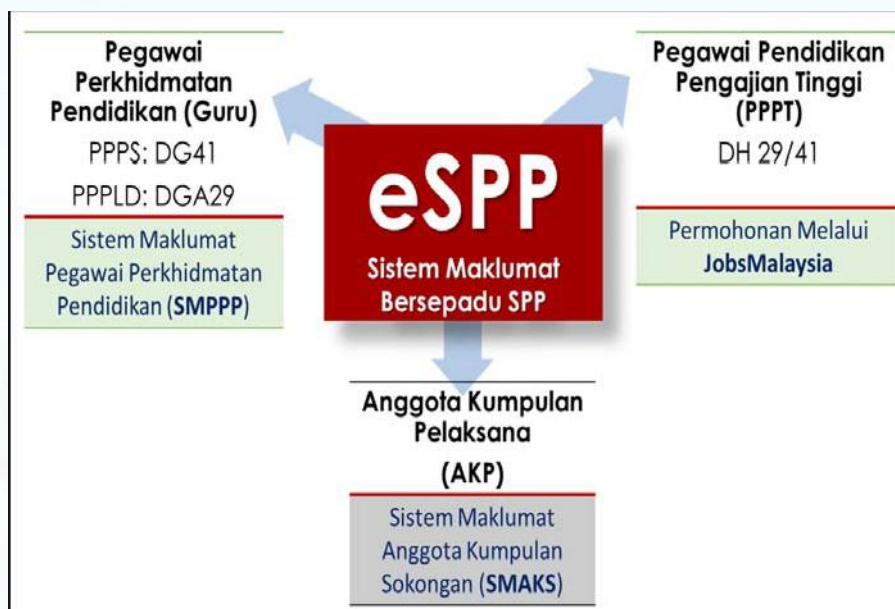 Pegawai
Perkhidmatan
Pendidikan (Guru)
PPPS: DG41
PPPLD: DGA29
Sistem Maklumat
Pegawai Perkhidmatan
Pendidikan (SMPPP)
eSPP
Sistem Maklumat
Bersepadu SPP
Pegawai Pendidikan
Pengajian Tinggi
(PPPT)
DH 29/41
Permohonan Melalui
JobsMalaysia
Anggota Kumpulan
Pelaksana
(AKP)
Sistem Maklumat
Anggota Kumpulan
Sokongan (SMAKS)